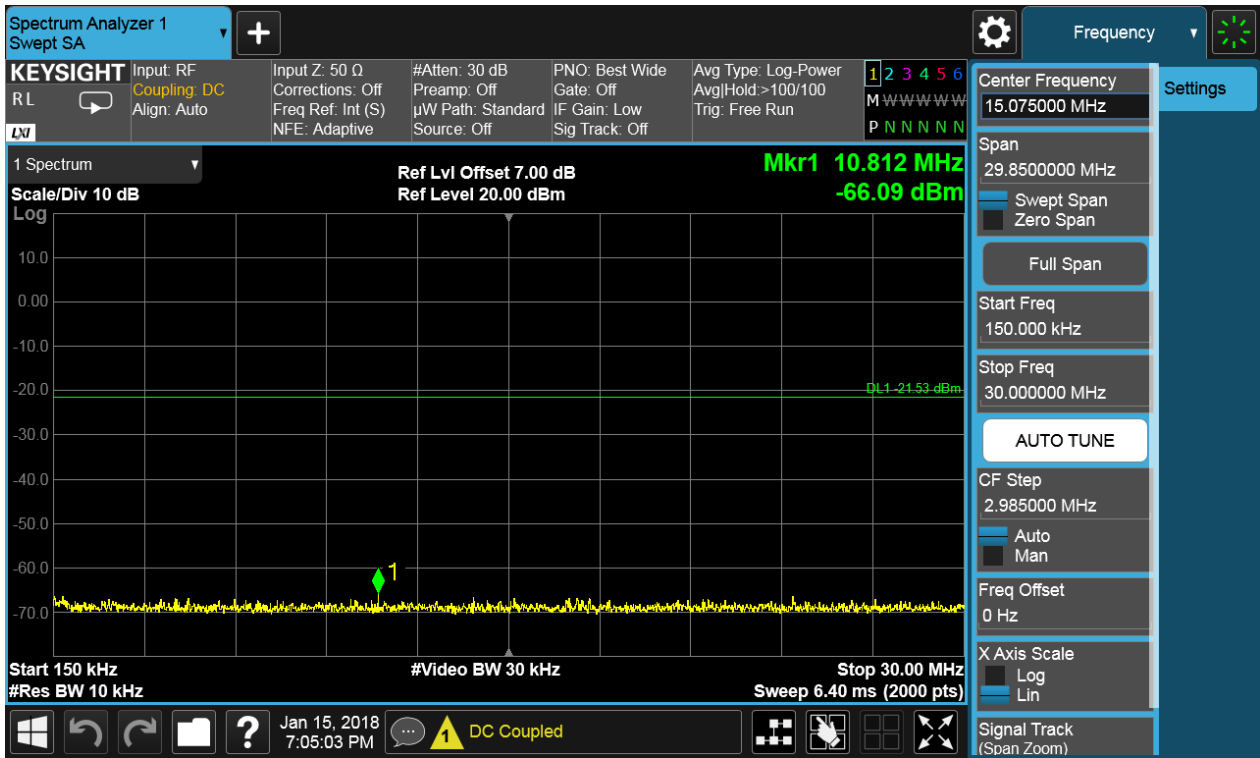 Spectrum Analyzer 1
Swept SA
+
Frequency
KEYSIGHT
RL
LXI
Input: RF
Coupling: DC
Align: Auto
Input Z: 50 Ω
Corrections: Off
Freq Ref: Int (S)
NFE: Adaptive
#Atten: 30 dB
Preamp: Off
µW Path: Standard
Source: Off
PNO: Best Wide
Gate: Off
IF Gain: Low
Sig Track: Off
Avg Type: Log-Power
Avg|Hold:>100/100
Trig: Free Run
1 2 3 4 5 6
M W W W W W
P N N N N N
1 Spectrum
Scale/Div 10 dB
Log
Ref Lvl Offset 7.00 dB
Ref Level 20.00 dBm
Mkr1 10.812 MHz
-66.09 dBm
10.0
0.00
-10.0
-20.0
-30.0
-40.0
-50.0
-60.0
-70.0
DL1 -21.53 dBm
1
Start 150 kHz
#Video BW 30 kHz
Stop 30.00 MHz
#Res BW 10 kHz
Sweep 6.40 ms (2000 pts)
Center Frequency
15.075000 MHz
Span
29.8500000 MHz
Swept Span
Zero Span
Full Span
Start Freq
150.000 kHz
Stop Freq
30.000000 MHz
AUTO TUNE
CF Step
2.985000 MHz
Auto
Man
Freq Offset
0 Hz
X Axis Scale
Log
Lin
Signal Track
(Span Zoom)
Settings
?
Jan 15, 2018
7:05:03 PM
1
DC Coupled